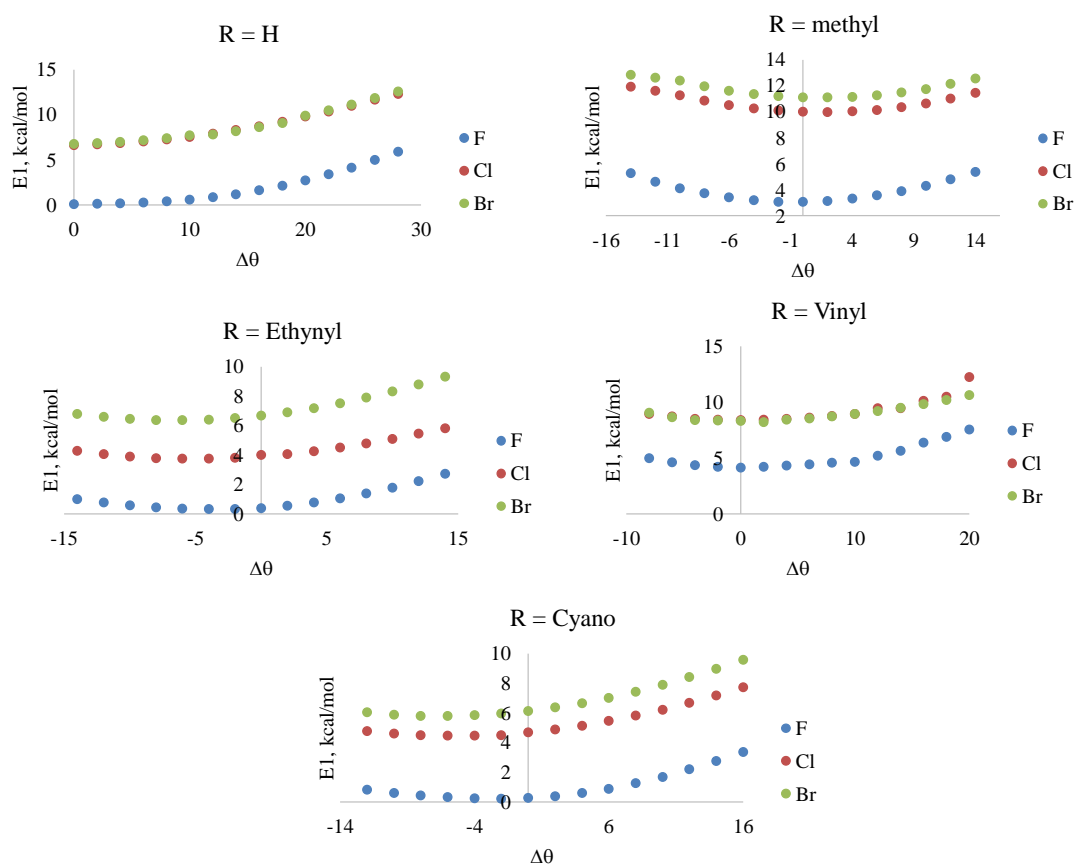 R = H
15
10
5
0
E1, kcal/mol
0
10
20
30
Δθ
F
Cl
Br
R = methyl
14
12
10
8
6
4
2
E1, kcal/mol
-16
-11
-6
-1
4
9
14
Δθ
F
Cl
Br
R = Ethynyl
10
8
6
4
2
0
E1, kcal/mol
-15
-5
5
15
Δθ
F
Cl
Br
R = Vinyl
15
10
5
0
E1, kcal/mol
-10
0
10
20
Δθ
F
Cl
Br
R = Cyano
10
8
6
4
2
0
E1, kcal/mol
-14
-4
6
16
Δθ
F
Cl
Br